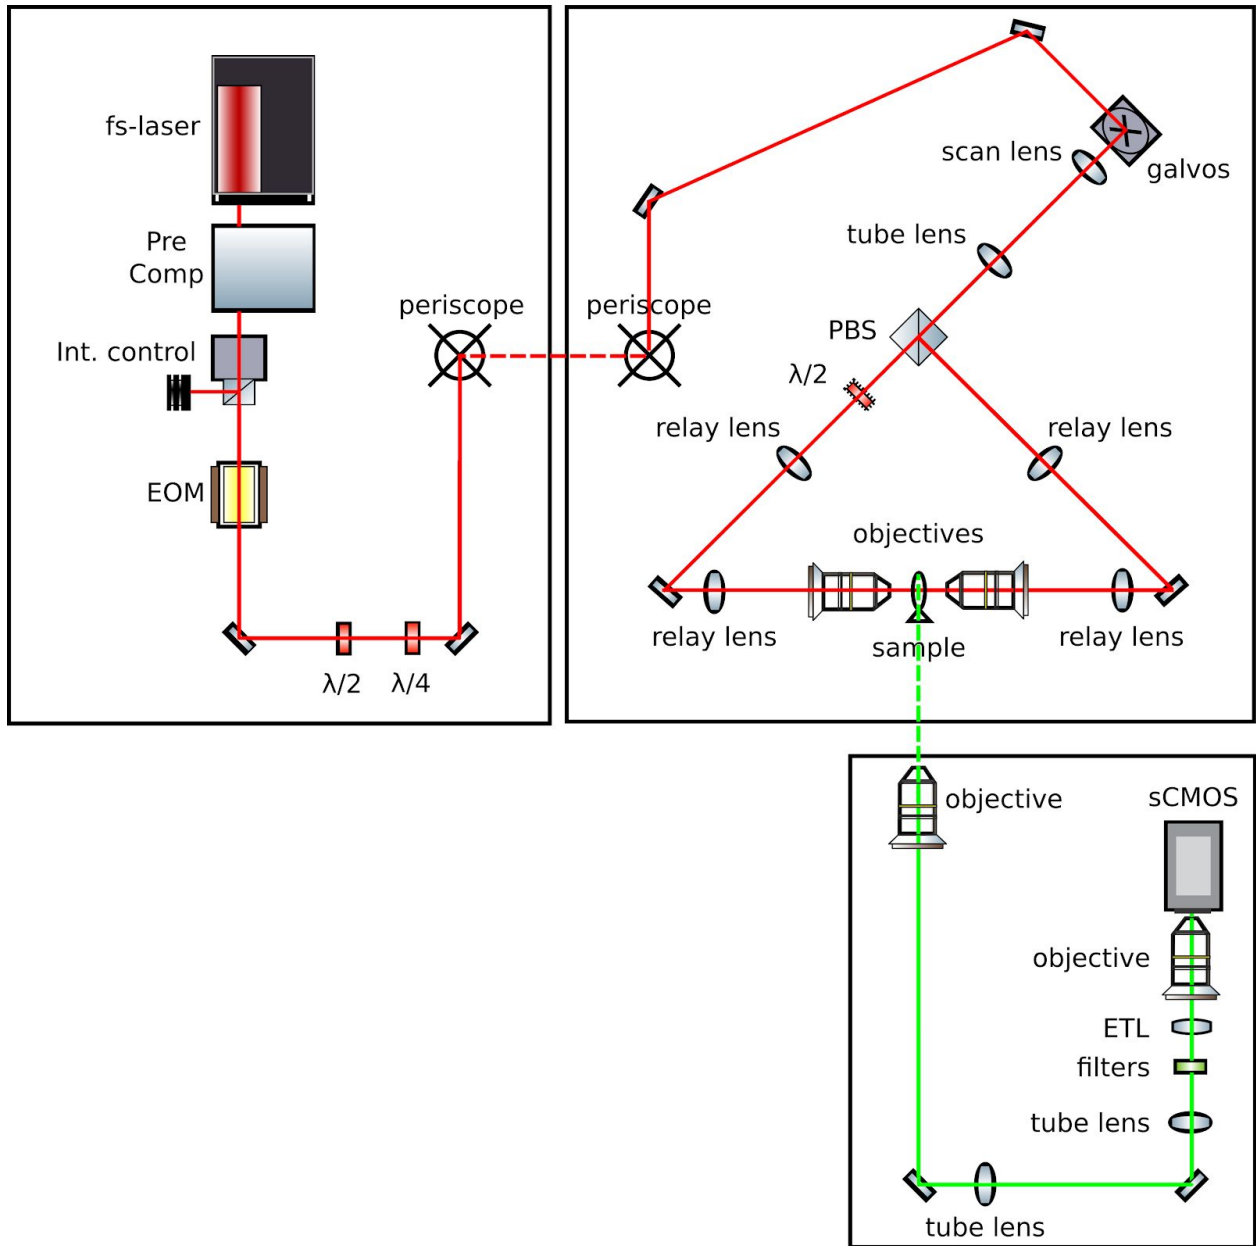 fs-laser
Pre
Comp
Int. control
EOM
λ/2
λ/4
periscope
periscope
scan lens
galvos
tube lens
PBS
λ/2
relay lens
relay lens
objectives
relay lens
sample
relay lens
objective
sCMOS
objective
ETL
filters
tube lens
tube lens